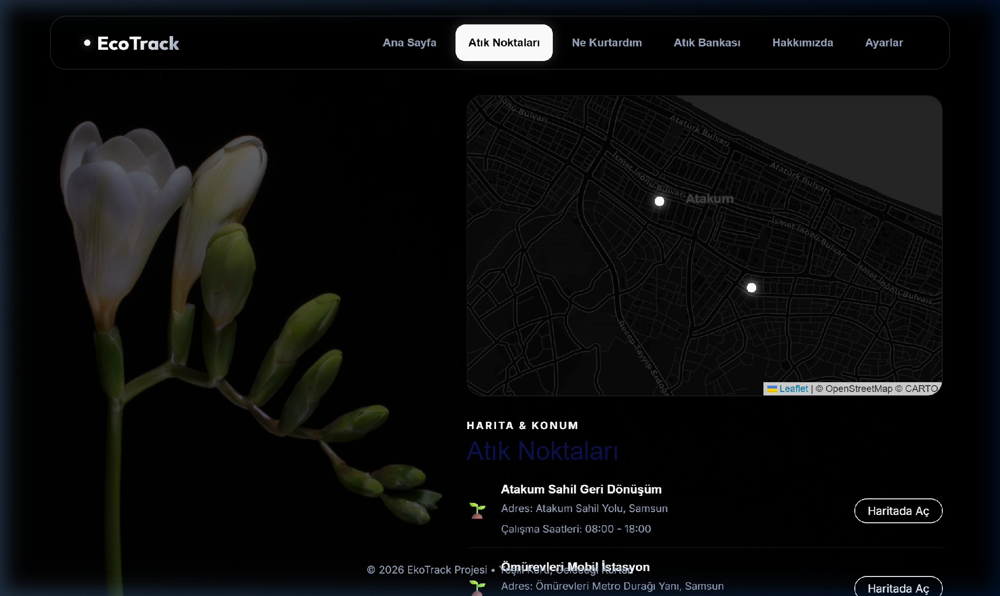 EcoTrack
Ana Sayfa
Atık Noktaları
Ne Kurtardım
Atık Bankası
Hakkımızda
Ayarlar
İnönü Bulvarı
Atatürk Bulvarı
Atatürk Bulvarı
İsmet İnönü Bulvarı
Atakum
İsmet İnönü Bulvarı
İsmet İnönü Bulvarı
Recep Tayyip Erdoğa
Leaflet | © OpenStreetMap © CARTO
HARITA & KONUM
Atık Noktaları
Atakum Sahil Geri Dönüşüm
Adres: Atakum Sahil Yolu, Samsun
Haritada Aç
Çalışma Saatleri: 08:00 - 18:00
Ömürevleri Mobil İstasyon
© 2026 EkoTrack Projesi • Yeşili Koru, Geleceği Kurtar!
Adres: Ömürevleri Metro Durağı Yanı, Samsun
Haritada Aç